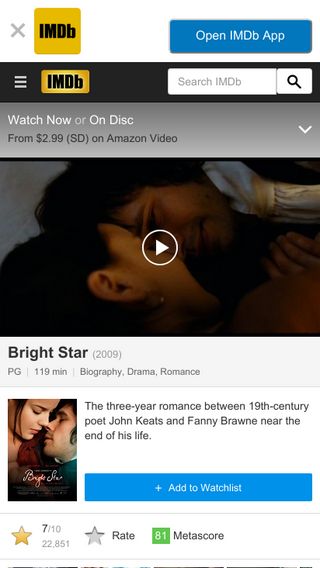 IMDb
Open IMDb App
IMDb
Search IMDb
Watch Now or On Disc
From $2.99 (SD) on Amazon Video
Bright Star (2009)
PG | 119 min | Biography, Drama, Romance
The three-year romance between 19th-century
poet John Keats and Fanny Brawne near the
end of his life.
Bright Star
+ Add to Watchlist
7/10
22,851
Rate
81 Metascore